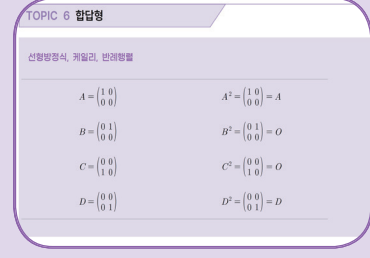 TOPIC 6 합답형
선형방정식, 케일리, 반례행렬
A = (1 0 / 0 0) A² = (1 0 / 0 0) = A
B = (0 1 / 0 0) B² = (0 1 / 0 0) = O
C = (0 0 / 1 0) C² = (0 0 / 1 0) = O
D = (0 0 / 0 1) D² = (0 0 / 0 1) = D